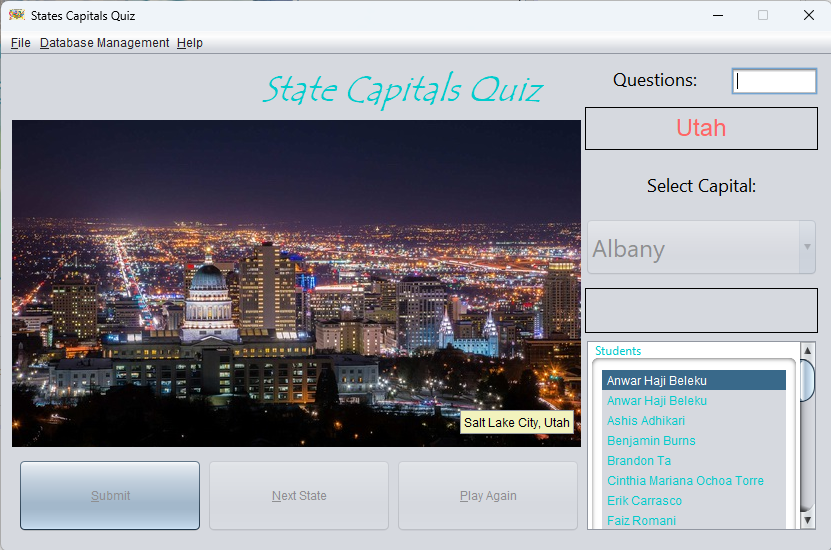 States Capitals Quiz
File Database Management Help
State Capitals Quiz
Questions:
Utah
Select Capital:
Albany
Students
Anwar Haji Beleku
Anwar Haji Beleku
Ashis Adhikari
Benjamin Burns
Brandon Ta
Cinthia Mariana Ochoa Torre
Erik Carrasco
Faiz Romani
Salt Lake City, Utah
Submit Next State Play Again